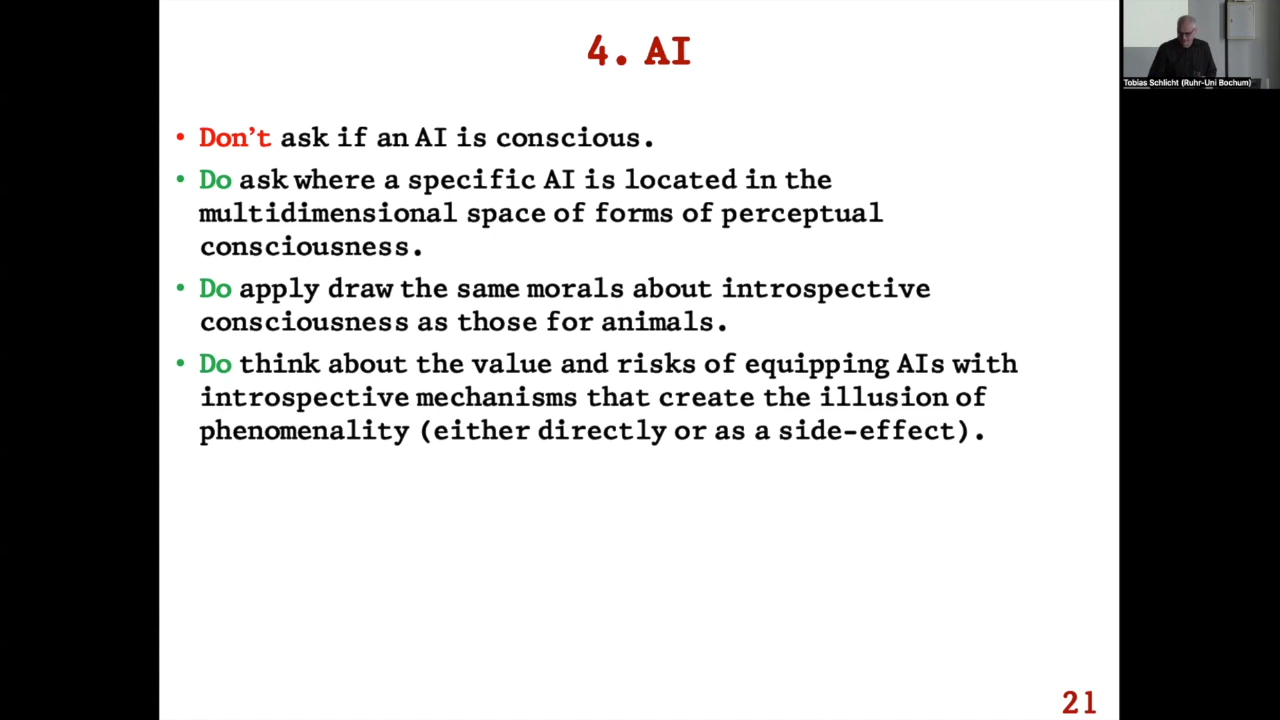 4. AI
• Don't ask if an AI is conscious.
• Do ask where a specific AI is located in the
multidimensional space of forms of perceptual
consciousness.
• Do apply draw the same morals about introspective
consciousness as those for animals.
• Do think about the value and risks of equipping AIs with
introspective mechanisms that create the illusion of
phenomenality (either directly or as a side-effect).
21
Tobias Schlicht (Ruhr-Uni Bochum)